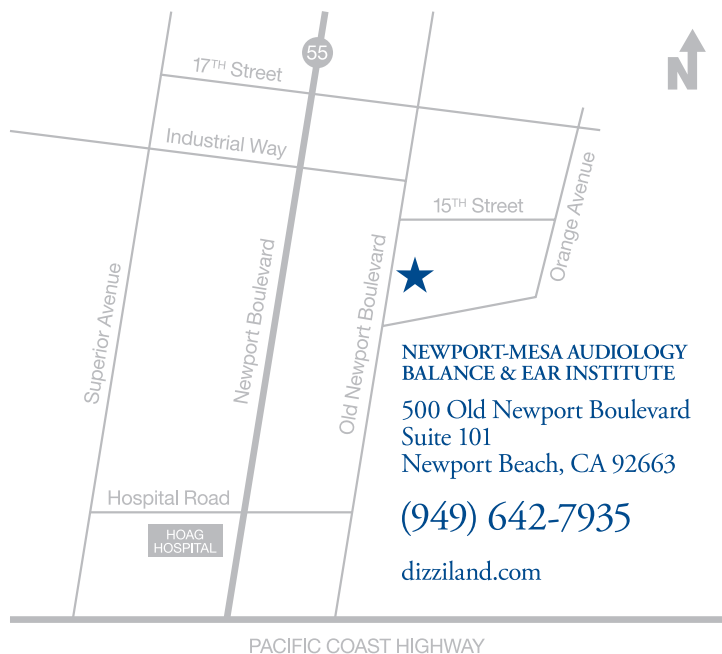 55
N
17TH Street
Industrial Way
15TH Street
Orange Avenue
Superior Avenue
Newport Boulevard
Old Newport Boulevard
NEWPORT-MESA AUDIOLOGY
BALANCE & EAR INSTITUTE
500 Old Newport Boulevard
Suite 101
Newport Beach, CA 92663
(949) 642-7935
dizziland.com
Hospital Road
HOAG
HOSPITAL
PACIFIC COAST HIGHWAY